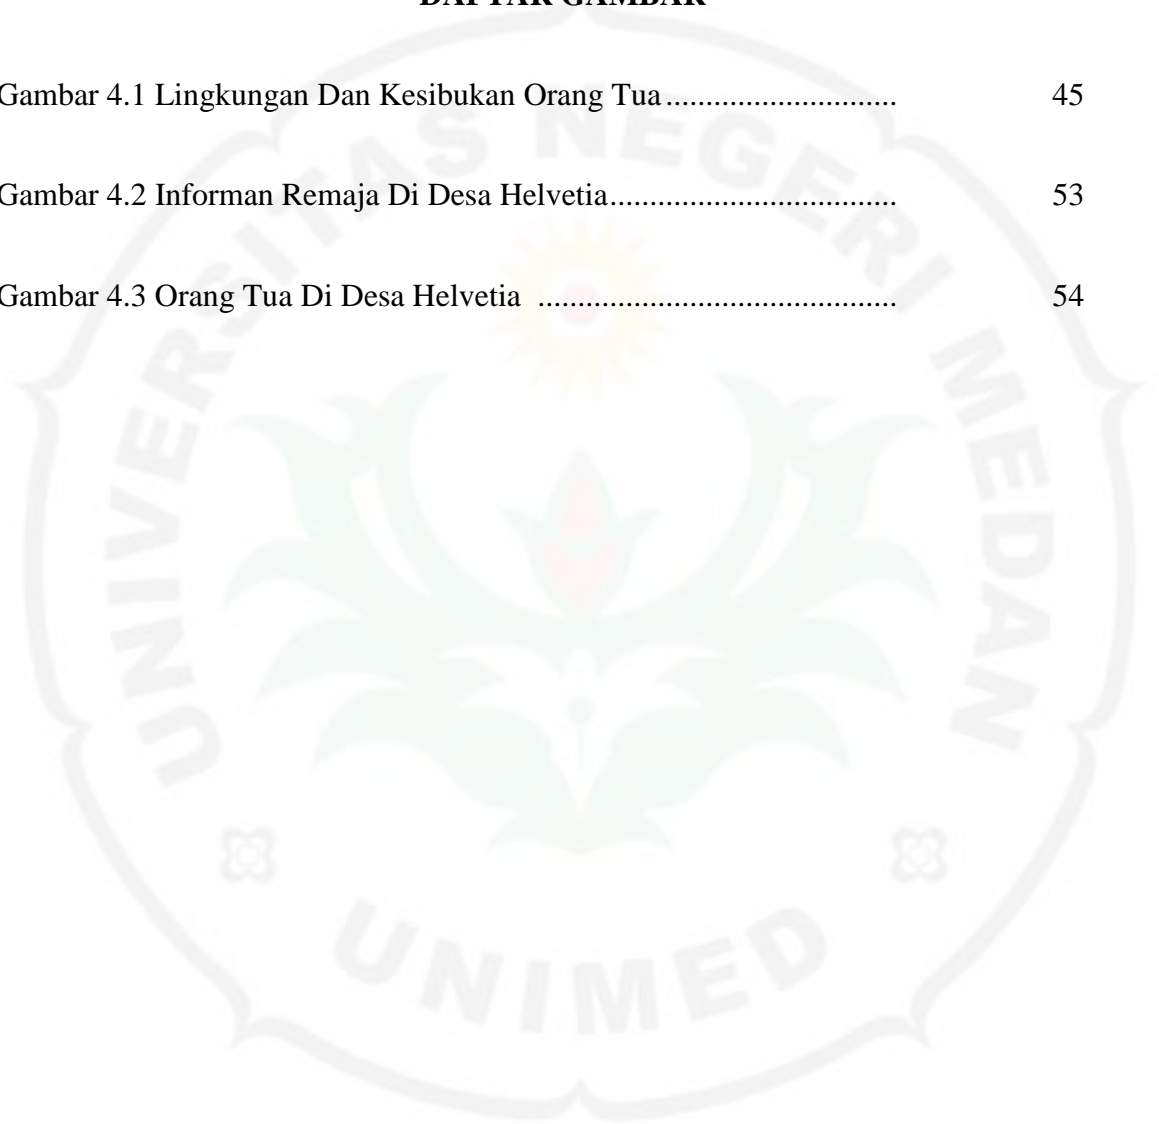 DAFTAR GAMBAR
Gambar 4.1 Lingkungan Dan Kesibukan Orang Tua ............................. 45
Gambar 4.2 Informan Remaja Di Desa Helvetia .................................... 53
Gambar 4.3 Orang Tua Di Desa Helvetia ............................................. 54
UNIVERSITAS NEGERI MEDAN
UNIMED